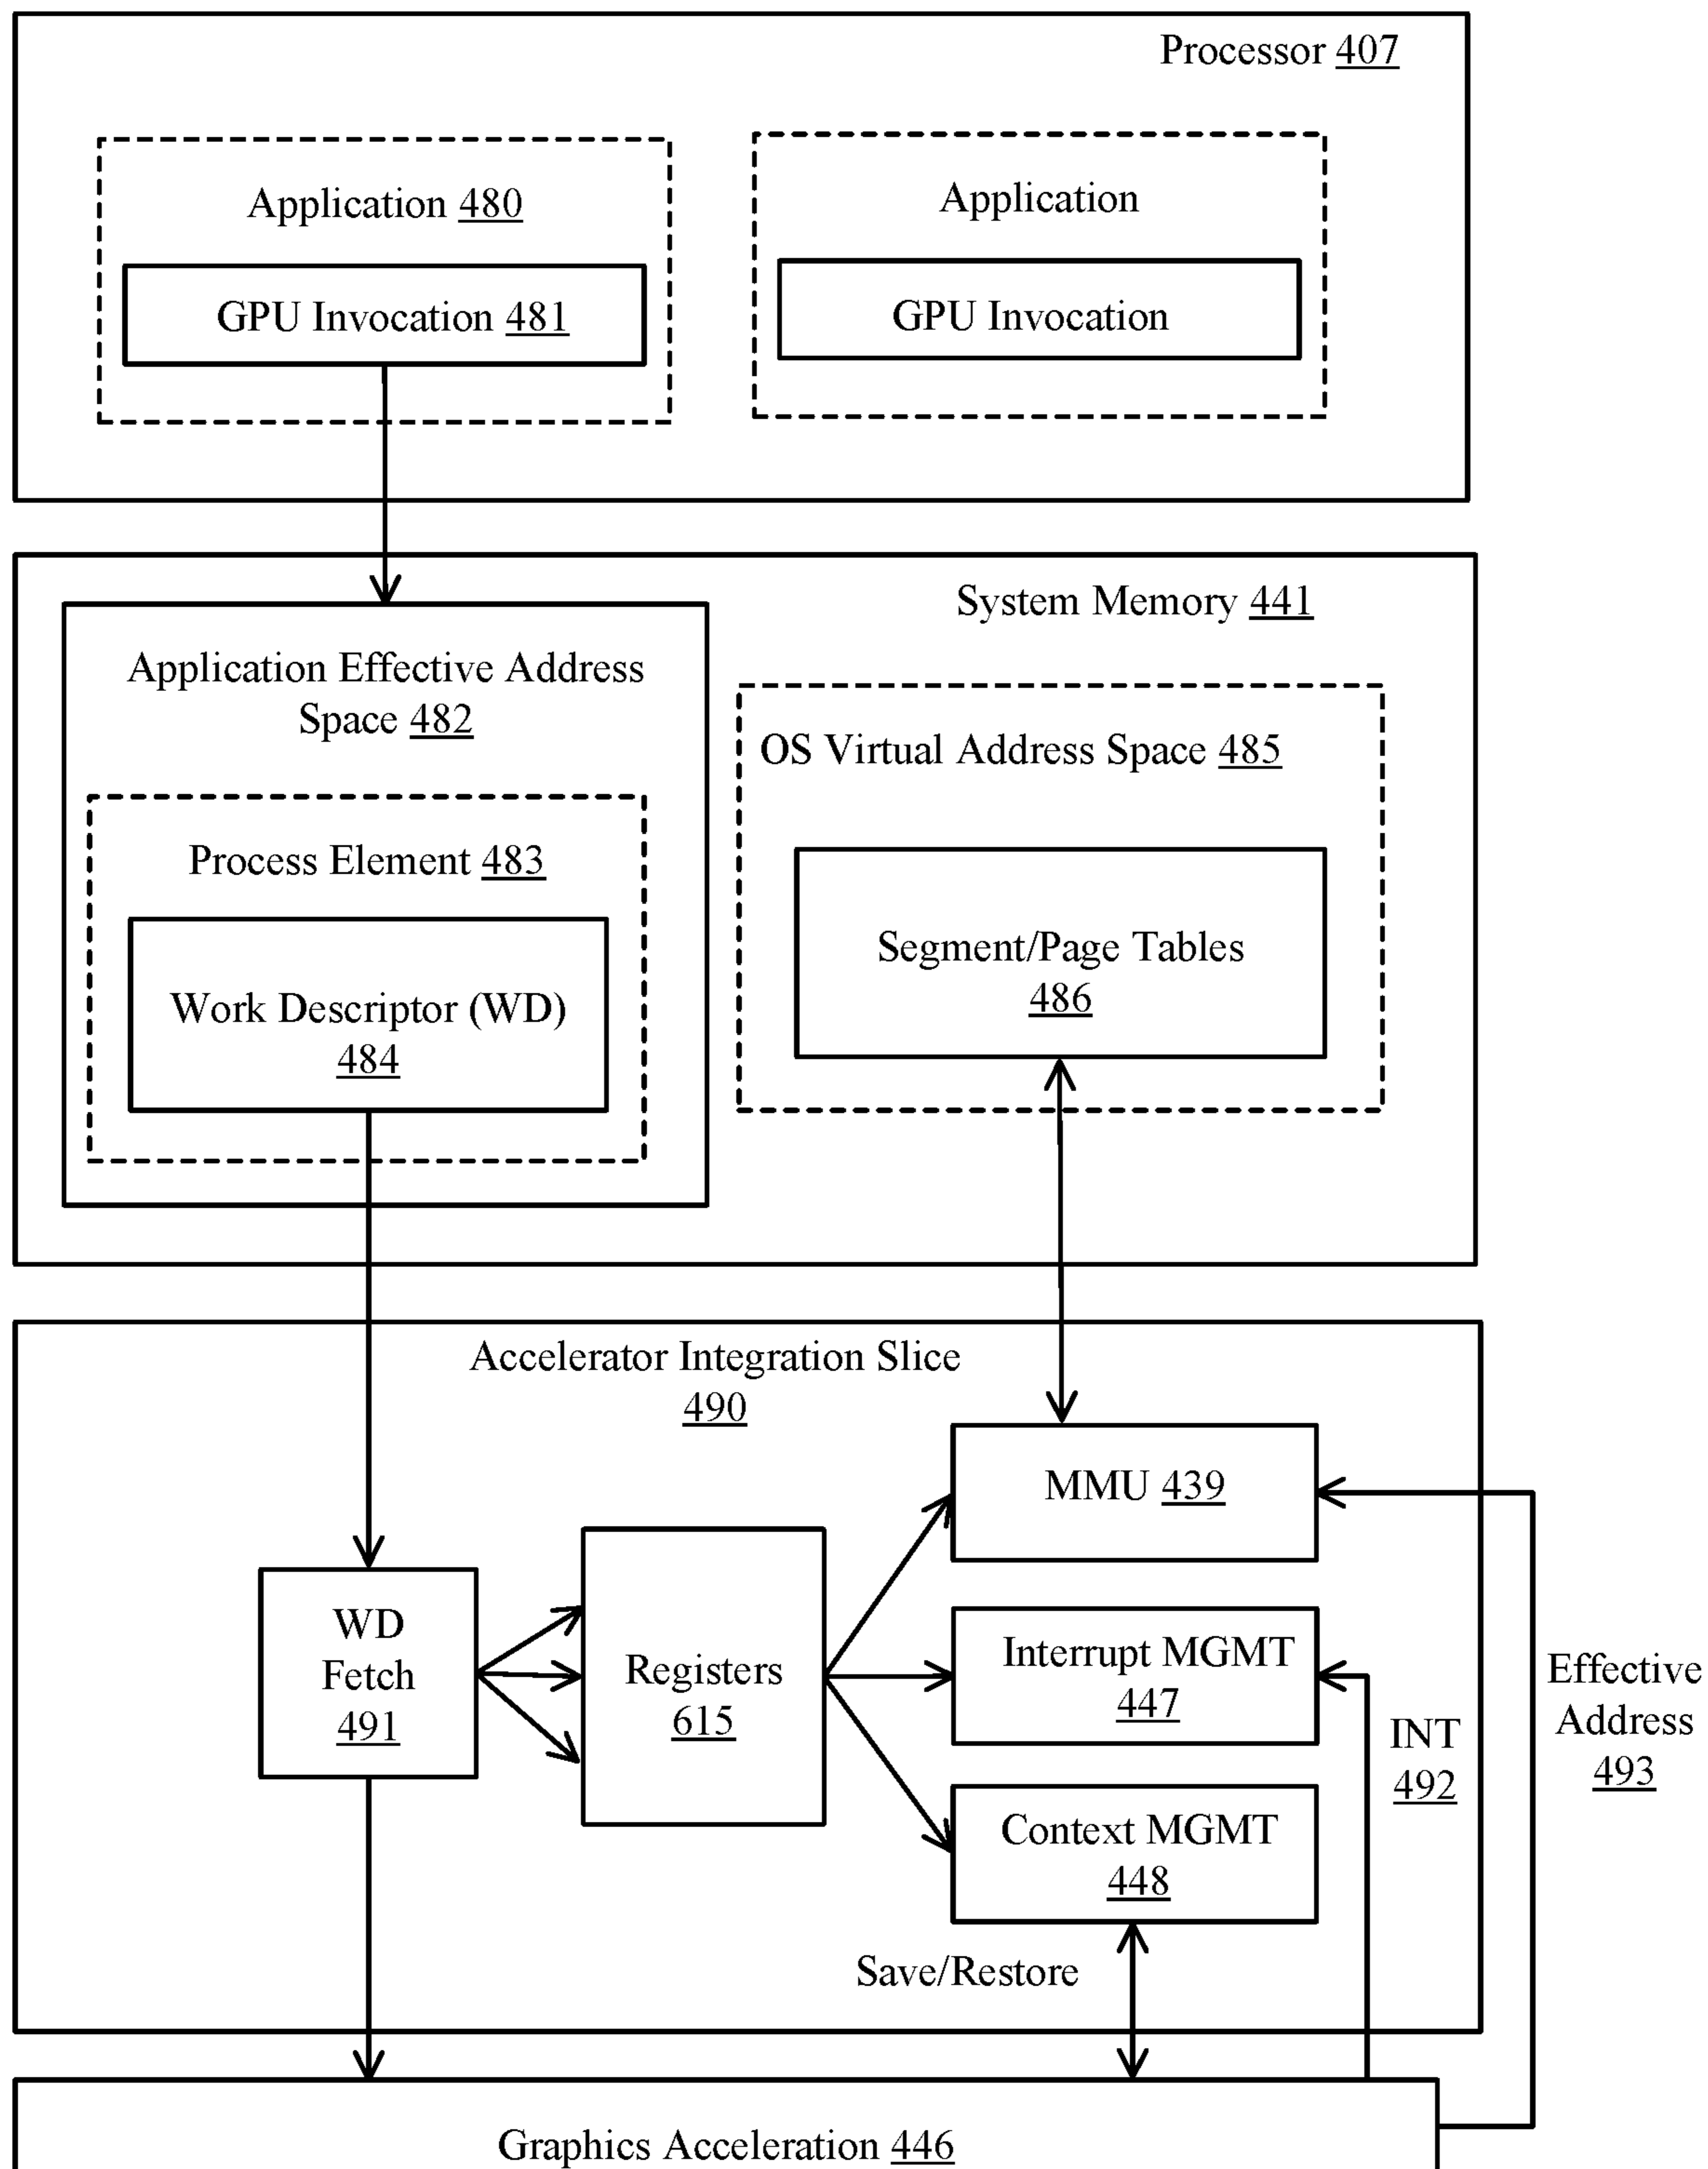 Processor 407
Application 480
GPU Invocation 481
Application
GPU Invocation
System Memory 441
Application Effective Address
Space 482
Process Element 483
Work Descriptor (WD)
484
OS Virtual Address Space 485
Segment/Page Tables
486
Accelerator Integration Slice
490
WD
Fetch
491
Registers
615
MMU 439
Interrupt MGMT
447
Context MGMT
448
Save/Restore
INT
492
Effective
Address
493
Graphics Acceleration 446